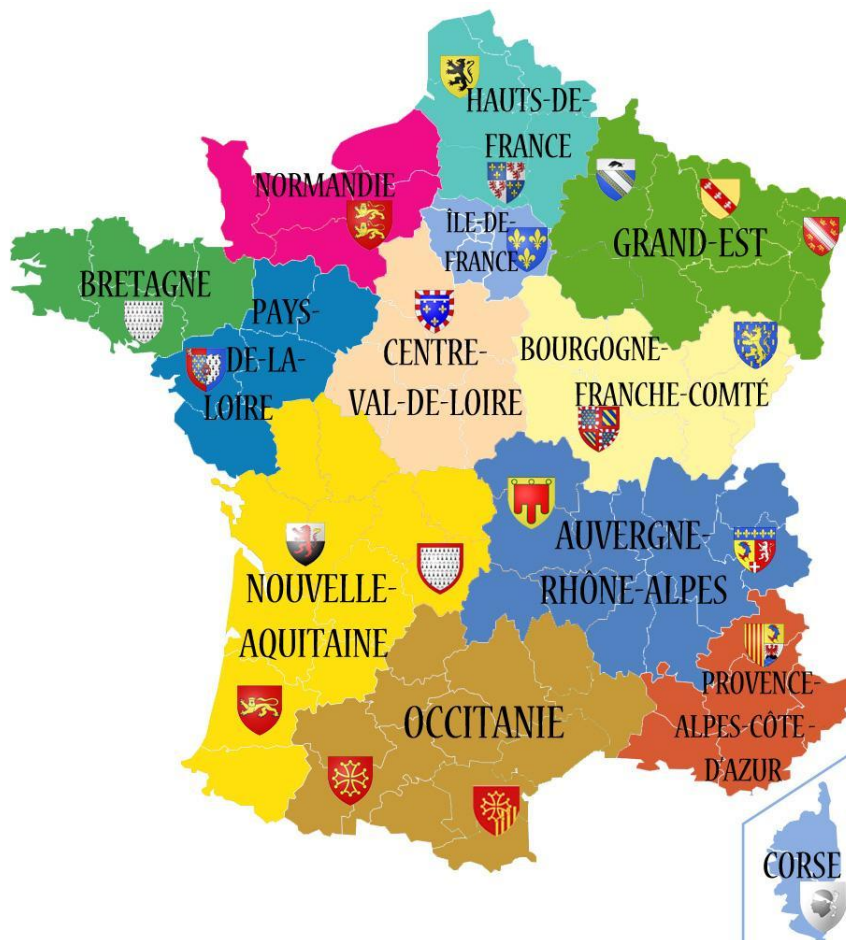 HAUTS-DE-
FRANCE
NORMANDIE
ÎLE-DE-
FRANCE
GRAND-EST
BRETAGNE
PAYS-
DE-LA-
LOIRE
CENTRE-
VAL-DE-LOIRE
BOURGOGNE-
FRANCHE-COMTÉ
AUVERGNE-
RHÔNE-ALPES
NOUVELLE-
AQUITAINE
OCCITANIE
PROVENCE-
ALPES-CÔTE-
D'AZUR
CORSE